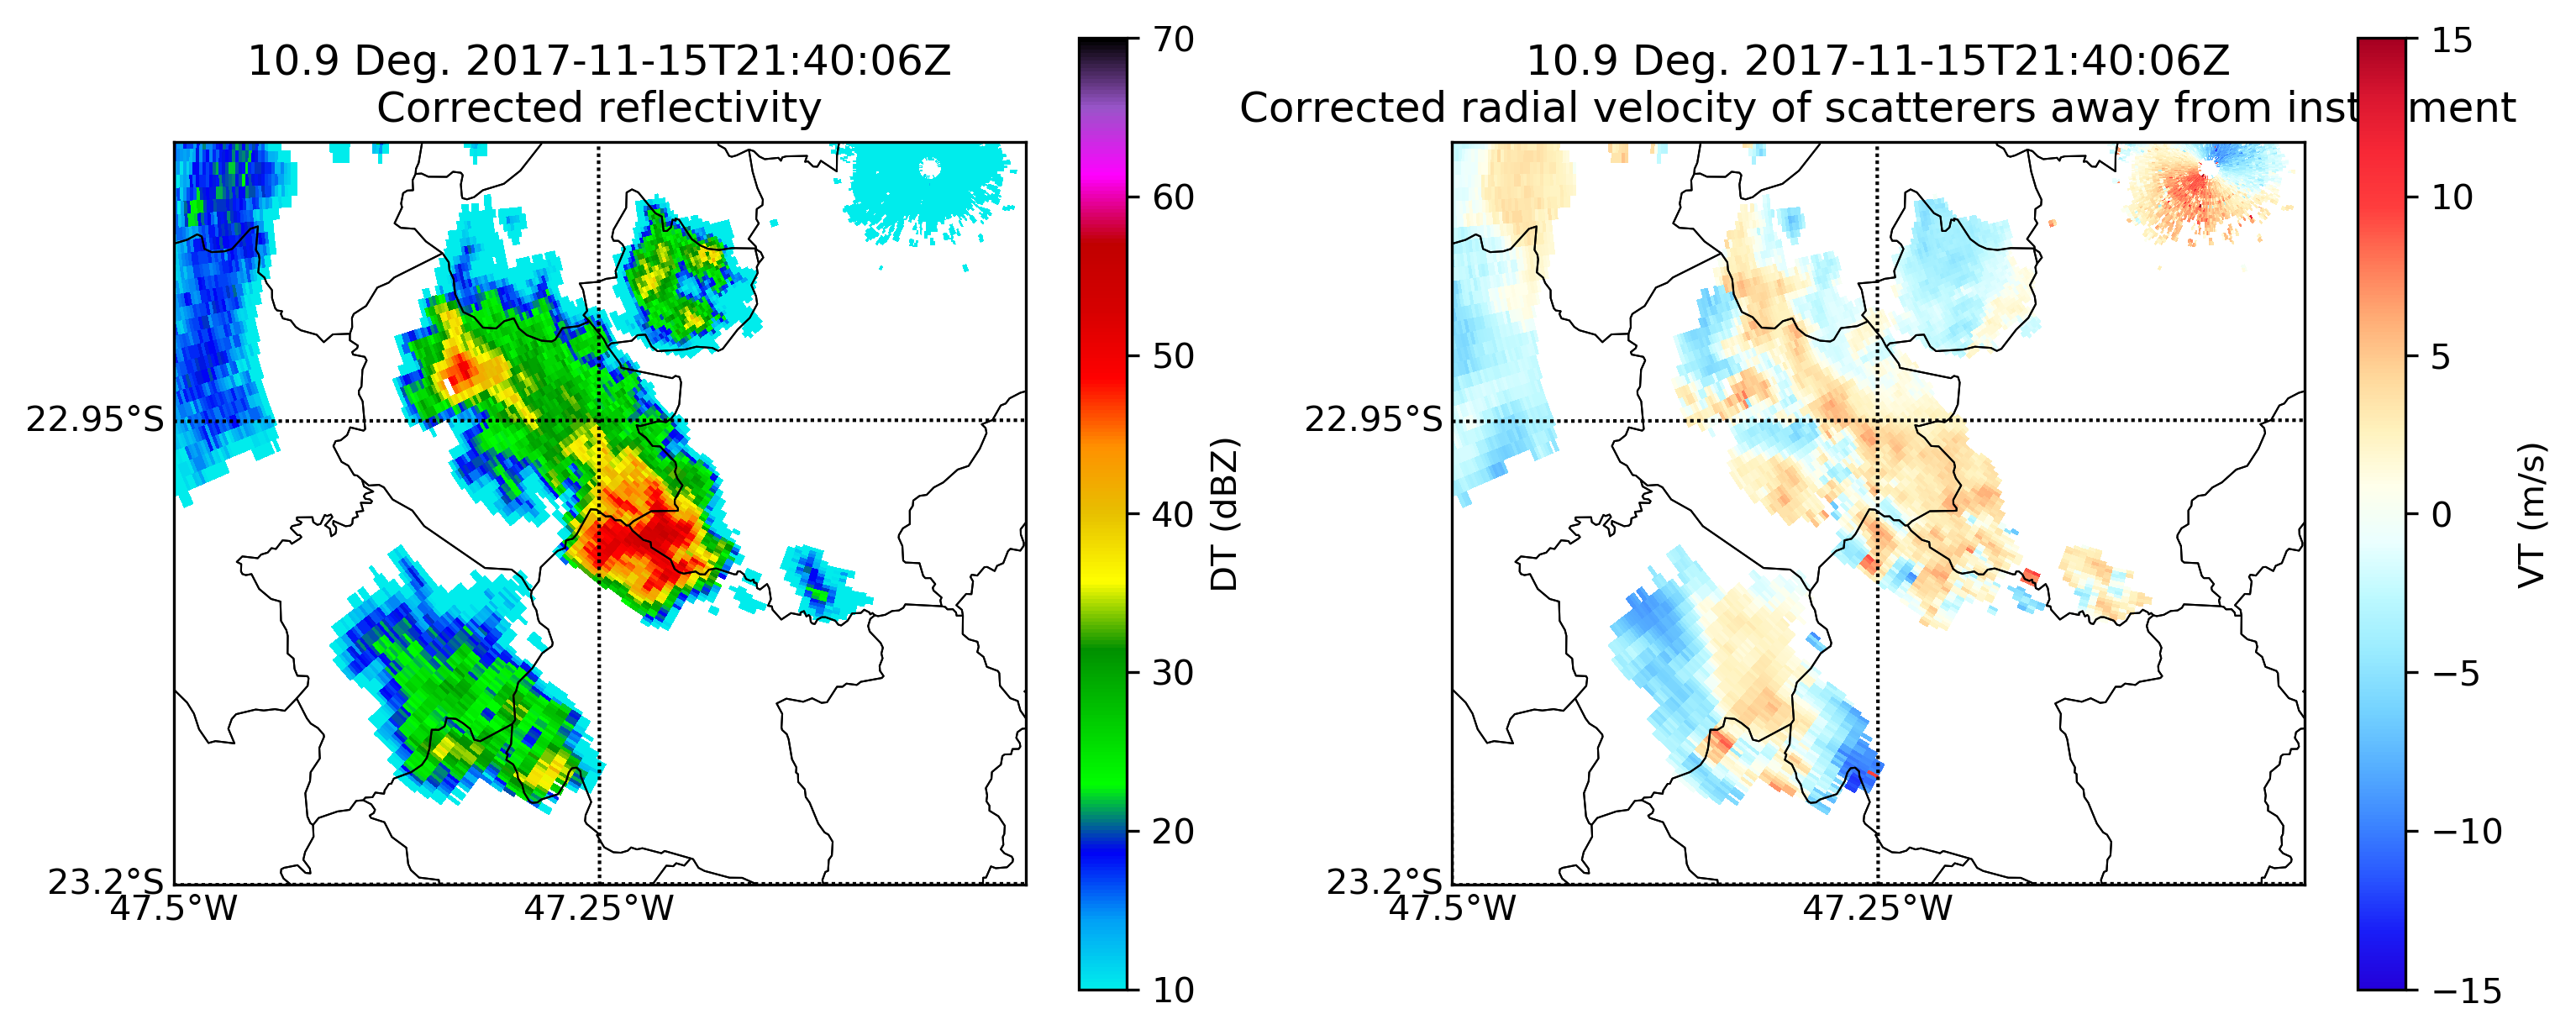 10.9 Deg. 2017-11-15T21:40:06Z
Corrected reflectivity
22.95°S
23.2°S
47.5°W
47.25°W
70
60
50
40
30
20
10
DT (dBZ)
10.9 Deg. 2017-11-15T21:40:06Z
Corrected radial velocity of scatterers away from inst ment
22.95°S
23.2°S
47.5°W
47.25°W
15
10
5
0
−5
−10
−15
VT (m/s)